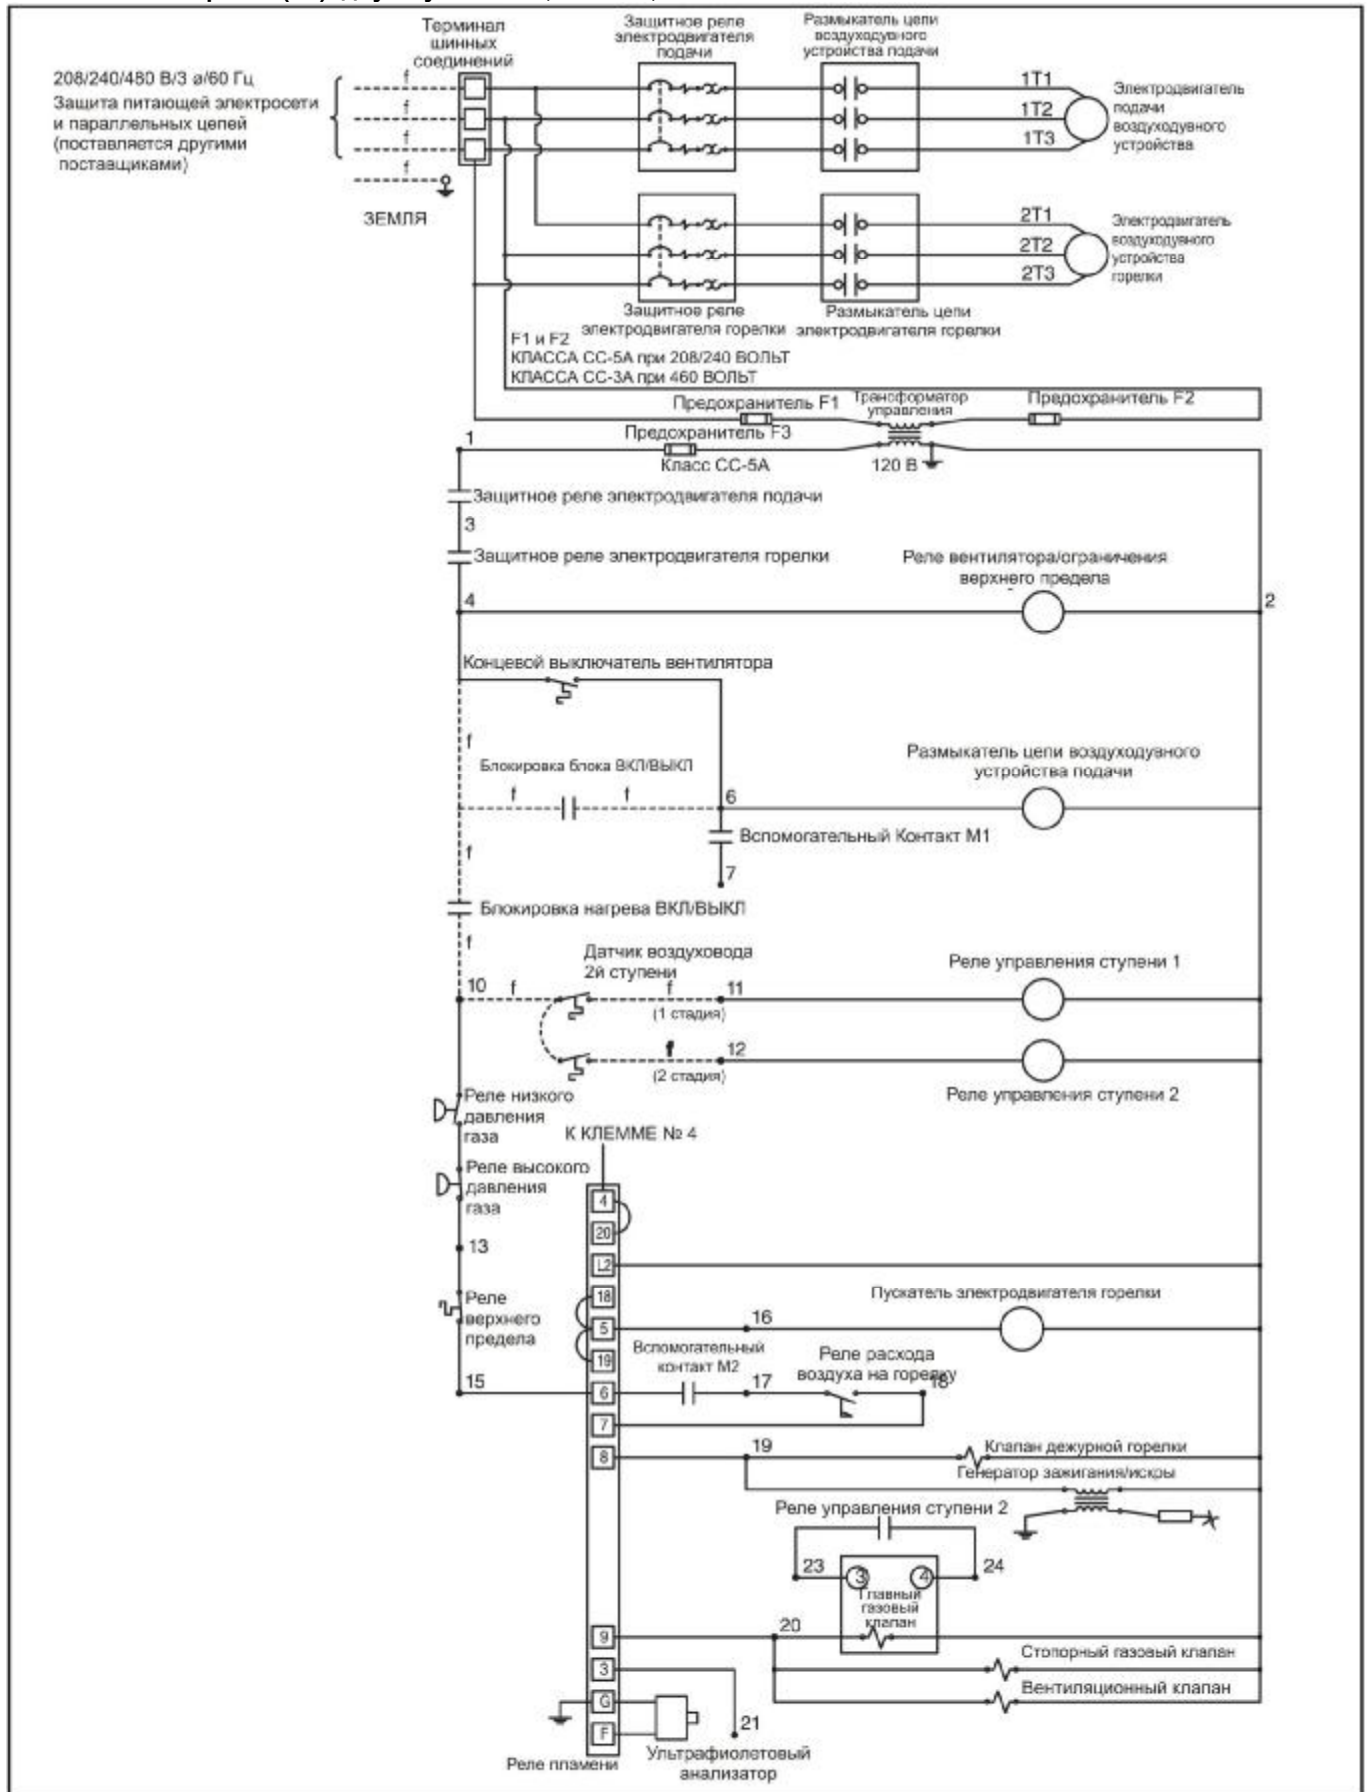 Терминал
шинных
соединений
Защитное реле
электродвигателя
подачи
Размыкатель цепи
воздуходувного
устройства подачи
208/240/480 В/3 ø/60 Гц
Защита питающей электросети
и параллельных цепей
(поставляется другими
поставщиками)
f
f
f
f
ЗЕМЛЯ
1T1
1T2
1T3
Электродвигатель
подачи
воздуходувного
устройства
2T1
2T2
2T3
Электродвигатель
воздуходувного
устройства
горелки
Защитное реле
электродвигателя горелки
Размыкатель цепи
электродвигателя горелки
F1 и F2
КЛАССА CC-5A при 208/240 ВОЛЬТ
КЛАССА CC-3A при 460 ВОЛЬТ
Предохранитель F1
Трансформатор
управления
Предохранитель F2
1
Предохранитель F3
Класс CC-5A
120 В
Защитное реле электродвигателя подачи
3
Защитное реле электродвигателя горелки
Реле вентилятора/ограничения
верхнего предела
4
2
Концевой выключатель вентилятора
f
Блокировка блока ВКЛ/ВЫКЛ
f
f
6
Размыкатель цепи воздуходувного
устройства подачи
Вспомогательный Контакт М1
f
7
Блокировка нагрева ВКЛ/ВЫКЛ
f
Датчик воздуховода
2й ступени
10
f
f
11
(1 стадия)
Реле управления ступени 1
f
12
(2 стадия)
Реле управления ступени 2
Реле низкого
давления
газа
К КЛЕММЕ № 4
Реле высокого
давления
газа
4
20
13
L2
18
Реле
верхнего
предела
5
16
Пускатель электродвигателя горелки
19
Вспомогательный
контакт М2
Реле расхода
воздуха на горелку
15
6
17
18
7
8
19
Клапан дежурной горелки
Генератор зажигания/искры
Реле управления ступени 2
23
3
4
24
Главный
газовый
клапан
9
20
Стопорный газовый клапан
3
Вентиляционный клапан
G
21
F
Реле пламени
Ультрафиолетовый
анализатор